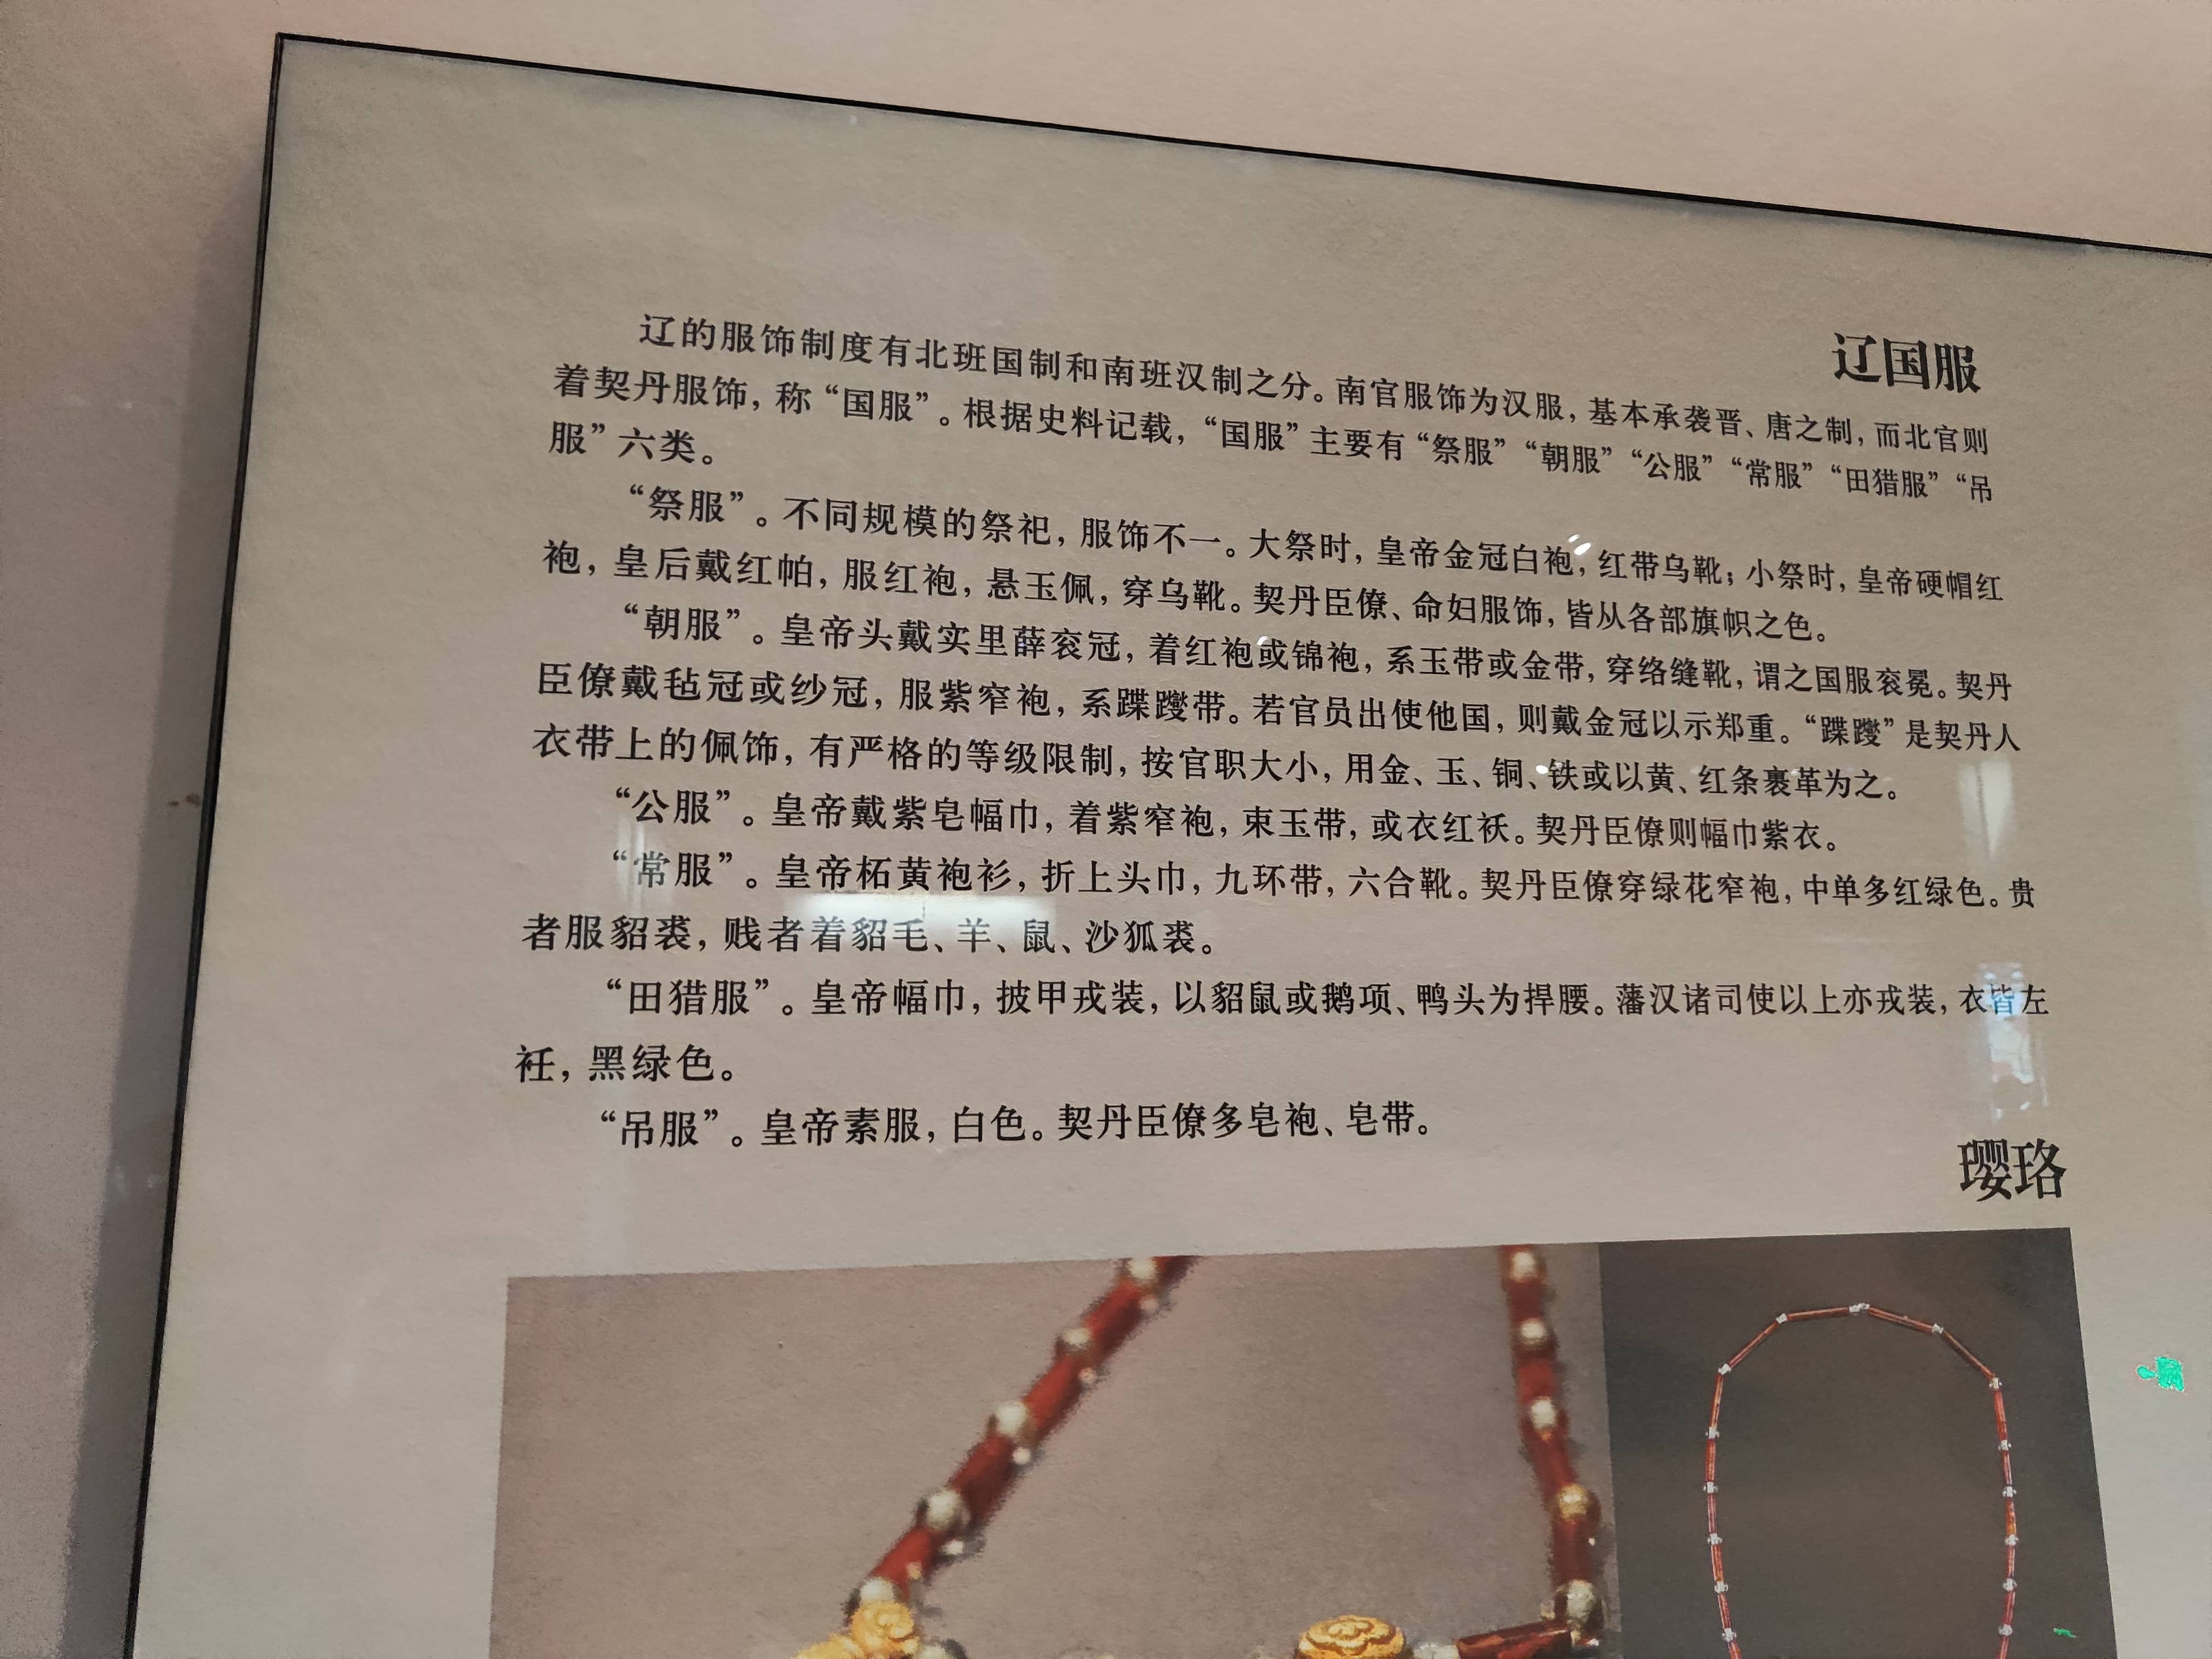 辽国服
辽的服饰制度有北班国制和南班汉制之分。南官服饰为汉服，基本承袭晋、唐之制，而北官则
着契丹服饰，称“国服”。根据史料记载，“国服”主要有“祭服”“朝服”“公服”“常服”“田猎服”“吊
服”六类。
“祭服”。不同规模的祭祀，服饰不一。大祭时，皇帝金冠白袍，红带乌靴；小祭时，皇帝硬帽红
袍，皇后戴红帕，服红袍，悬玉佩，穿乌靴。契丹臣僚、命妇服饰，皆从各部旗帜之色。
“朝服”。皇帝头戴实里薛衮冠，着红袍或锦袍，系玉带或金带，穿络缝靴，谓之国服衮冕。契丹
臣僚戴毡冠或纱冠，服紫窄袍，系蹀躞带。若官员出使他国，则戴金冠以示郑重。“蹀躞”是契丹人
衣带上的佩饰，有严格的等级限制，按官职大小，用金、玉、铜、铁或以黄、红条裹革为之。
“公服”。皇帝戴紫皂幅巾，着紫窄袍，束玉带，或衣红袄。契丹臣僚则幅巾紫衣。
“常服”。皇帝柘黄袍衫，折上头巾，九环带，六合靴。契丹臣僚穿绿花窄袍，中单多红绿色。贵
者服貂裘，贱者着貂毛、羊、鼠、沙狐裘。
“田猎服”。皇帝幅巾，披甲戎装，以貂鼠或鹅项、鸭头为捍腰。藩汉诸司使以上亦戎装，衣皆左
衽，黑绿色。
“吊服”。皇帝素服，白色。契丹臣僚多皂袍、皂带。
璎珞